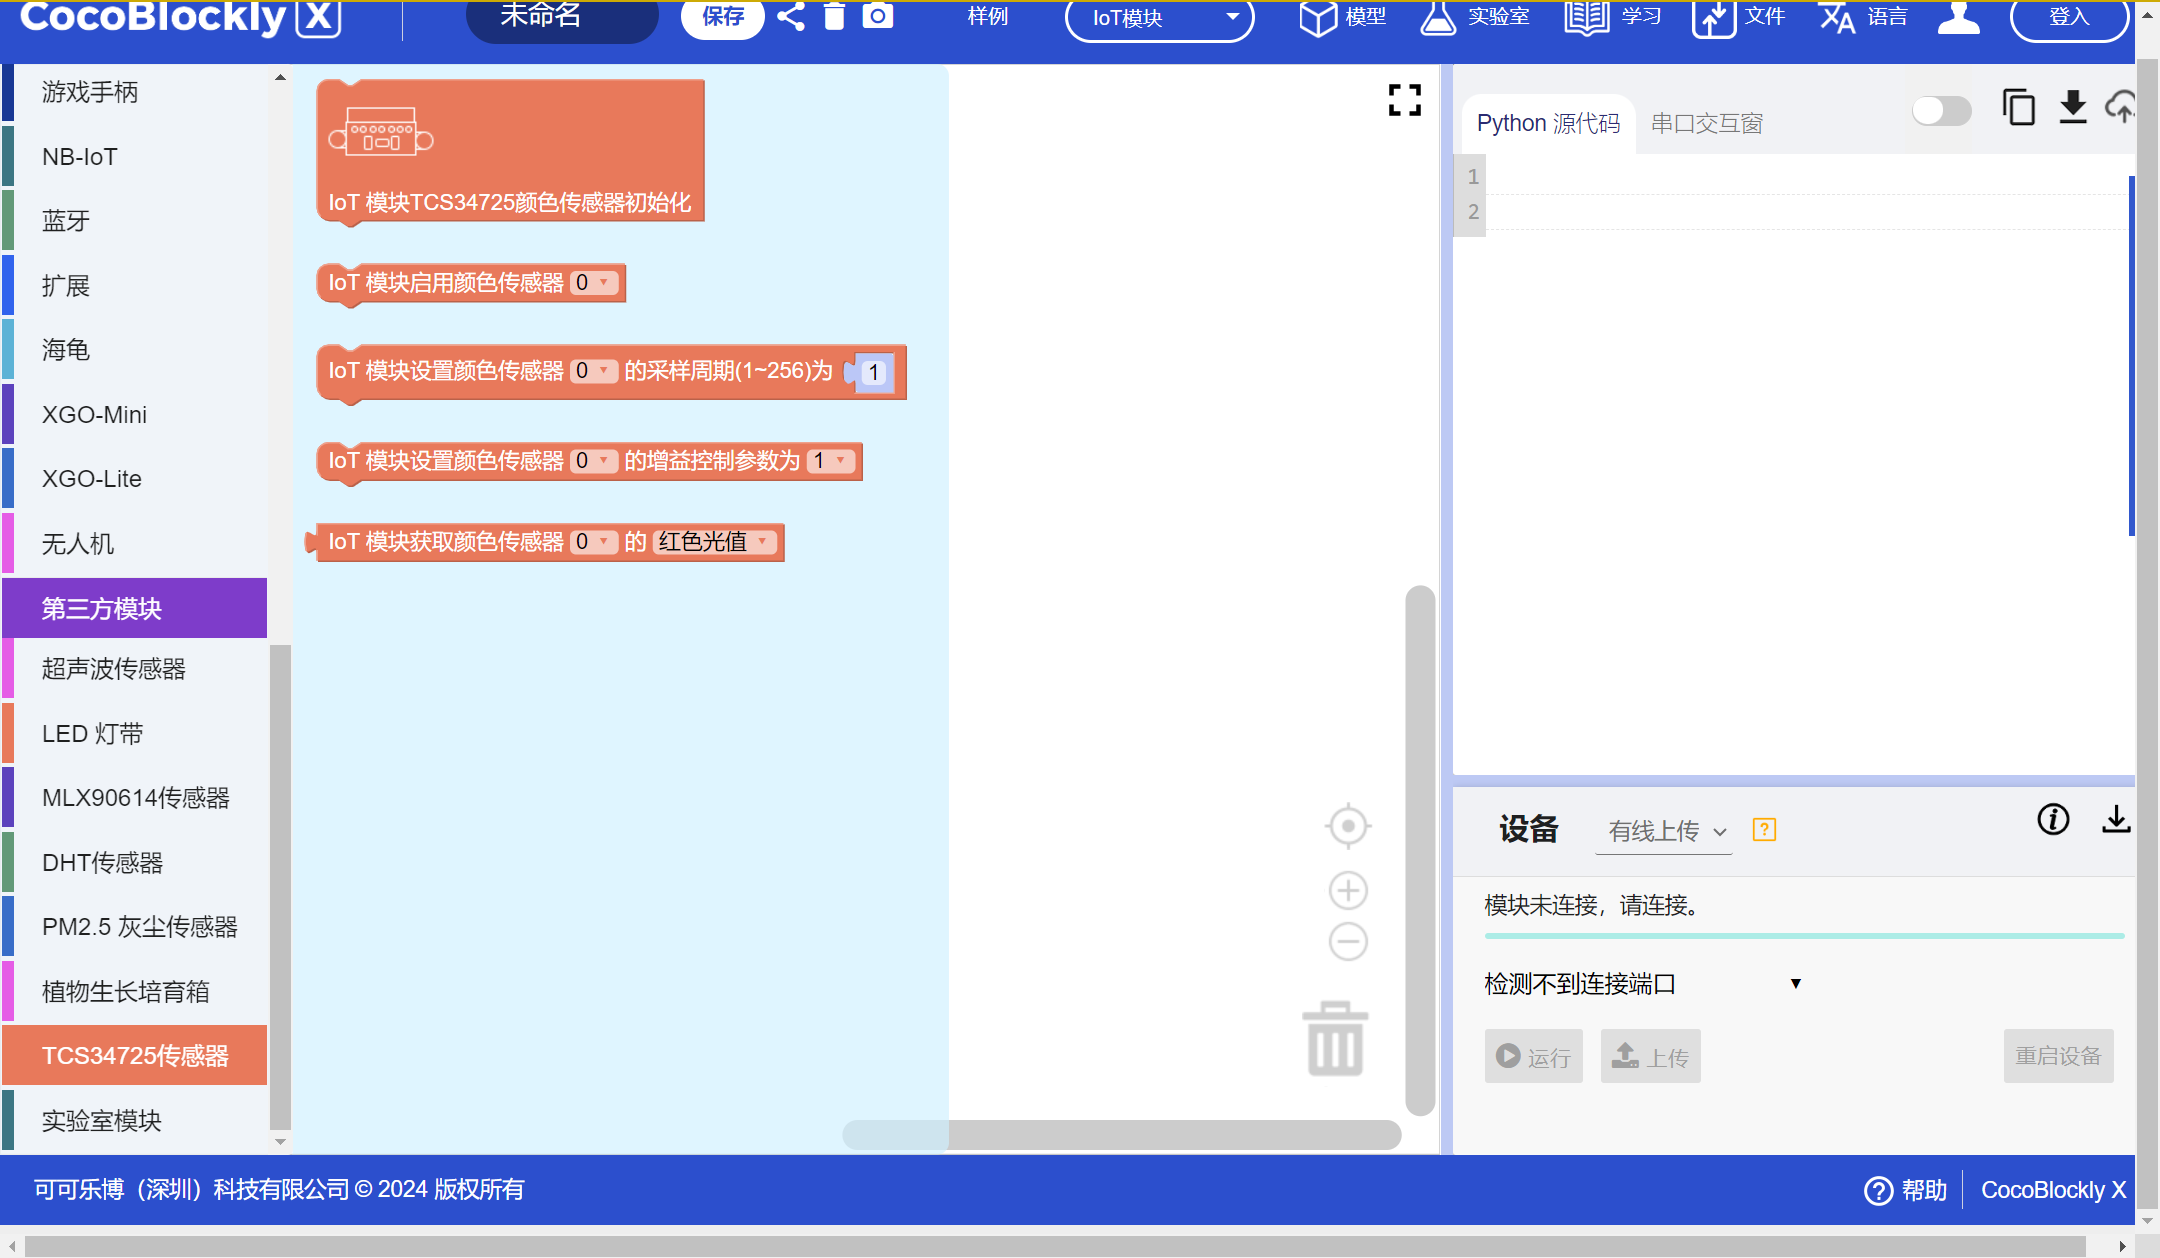 CocoBlockly X
未命名
保存
样例
IoT模块
模型
实验室
学习
文件
语言
登入
游戏手柄
NB-IoT
蓝牙
扩展
海龟
XGO-Mini
XGO-Lite
无人机
第三方模块
超声波传感器
LED 灯带
MLX90614传感器
DHT传感器
PM2.5 灰尘传感器
植物生长培育箱
TCS34725传感器
实验室模块
IoT 模块TCS34725颜色传感器初始化
IoT 模块启用颜色传感器 0
IoT 模块设置颜色传感器 0 的采样周期(1~256)为 1
IoT 模块设置颜色传感器 0 的增益控制参数为 1
IoT 模块获取颜色传感器 0 的 红色光值
Python 源代码
串口交互窗
1
2
设备
有线上传
模块未连接，请连接。
检测不到连接端口
运行
上传
重启设备
可可乐博（深圳）科技有限公司 © 2024 版权所有
帮助
CocoBlockly X